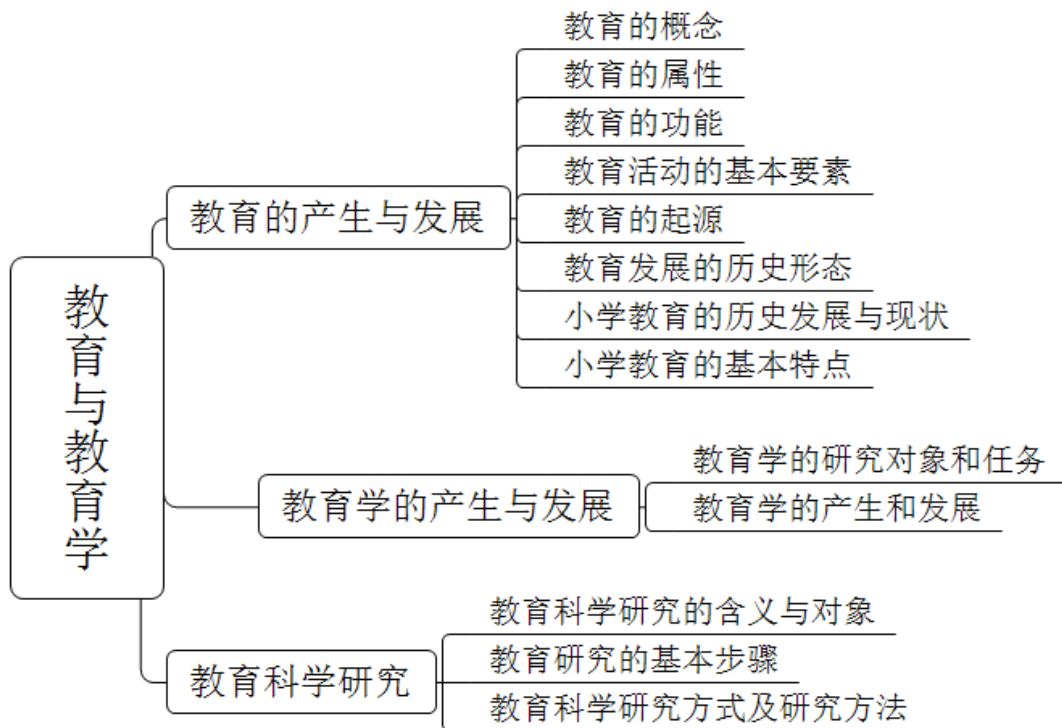 教育与教育学
教育的产生与发展
教育的概念
教育的属性
教育的功能
教育活动的基本要素
教育的起源
教育发展的历史形态
小学教育的历史发展与现状
小学教育的基本特点
教育学的产生与发展
教育学的研究对象和任务
教育学的产生和发展
教育科学研究
教育科学研究的含义与对象
教育研究的基本步骤
教育科学研究方式及研究方法